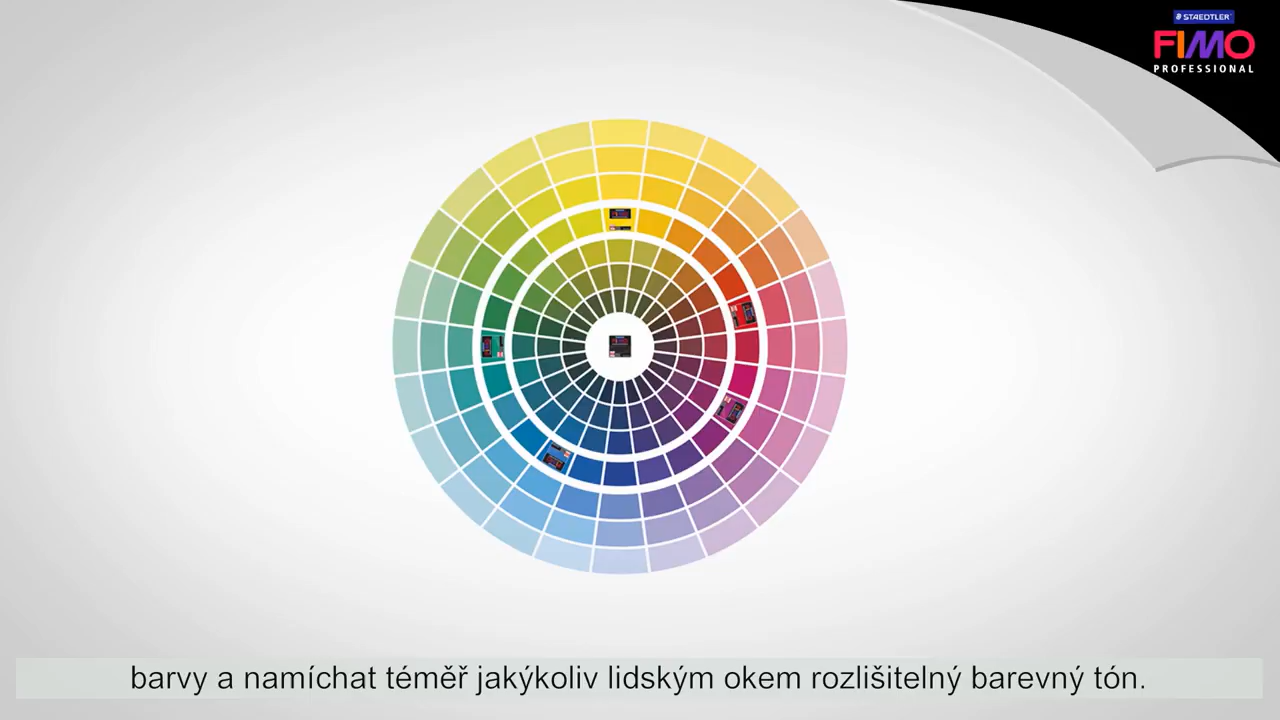 STAEDTLER
FIMO
PROFESSIONAL
barvy a namíchat téměř jakýkoliv lidským okem rozlišitelný barevný tón.